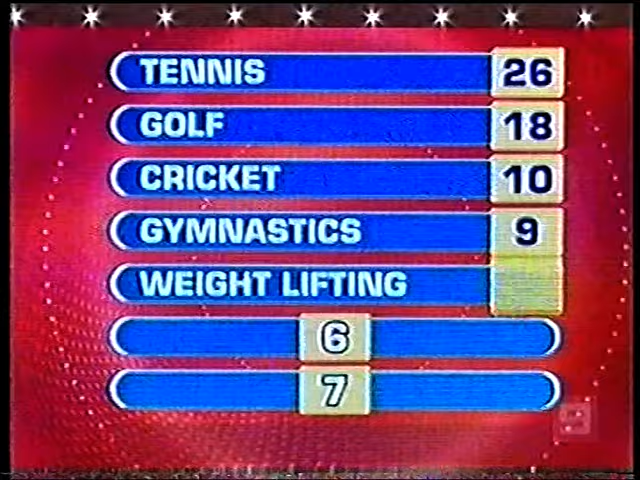 TENNIS 26
GOLF 18
CRICKET 10
GYMNASTICS 9
WEIGHT LIFTING
6
7